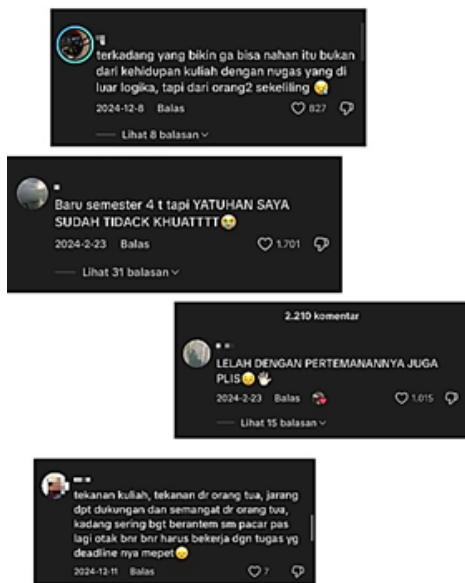 terkadang yang bikin ga bisa nahan itu bukan
dari kehidupan kuliah dengan nugas yang di
luar logika, tapi dari orang2 sekeliling 😢
2024-12-8 Balas 827
Lihat 8 balasan
Baru semester 4 t tapi YATUHAN SAYA
SUDAH TIDACK KHUATTTT😭
2024-2-23 Balas 1.701
Lihat 31 balasan
2.210 komentar
LELAH DENGAN PERTEMANANNYA JUGA
PLIS😔🖐🏻
2024-2-23 Balas 1.015
Lihat 15 balasan
tekanan kuliah, tekanan dr orang tua, jarang
dpt dukungan dan semangat dr orang tua,
kadang sering bgt berantem sm pacar pas
lagi otak bnr bnr harus bekerja dgn tugas yg
deadline nya mepet😔
2024-12-11 Balas 7